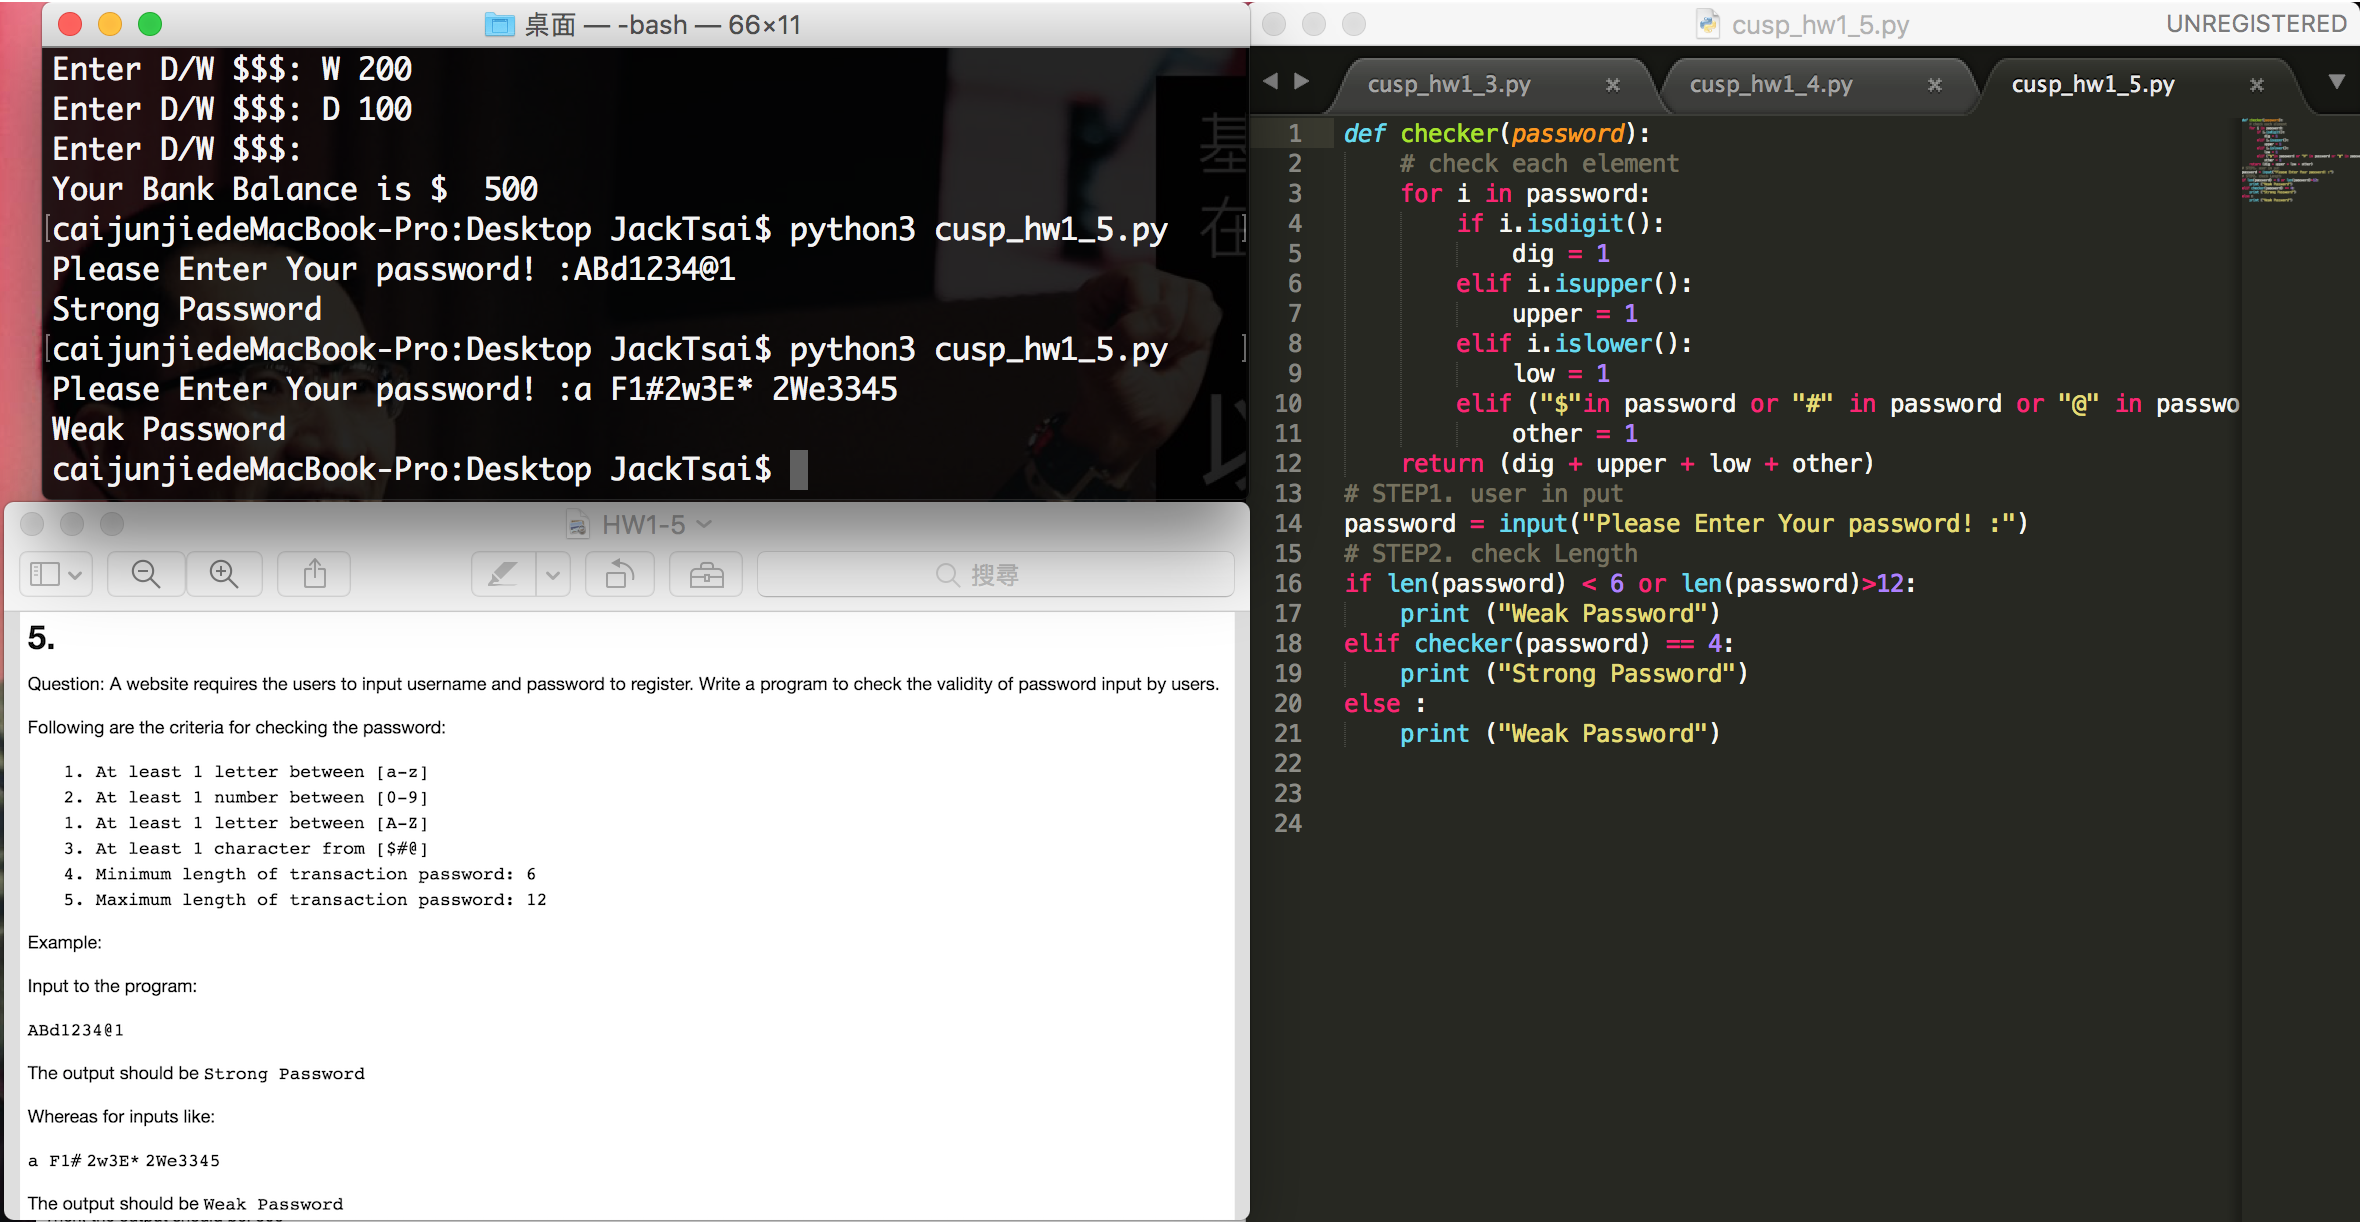 桌面 — -bash — 66×11
Enter D/W $$$: W 200
Enter D/W $$$: D 100
Enter D/W $$$:
Your Bank Balance is $  500
[caijunjiedeMacBook-Pro:Desktop JackTsai$ python3 cusp_hw1_5.py ]
Please Enter Your password! :ABd1234@1
Strong Password
[caijunjiedeMacBook-Pro:Desktop JackTsai$ python3 cusp_hw1_5.py ]
Please Enter Your password! :a F1#2w3E* 2We3345
Weak Password
caijunjiedeMacBook-Pro:Desktop JackTsai$
基
在
以
HW1-5
搜尋
5.
Question: A website requires the users to input username and password to register. Write a program to check the validity of password input by users.
Following are the criteria for checking the password:
1. At least 1 letter between [a-z]
2. At least 1 number between [0-9]
1. At least 1 letter between [A-Z]
3. At least 1 character from [$#@]
4. Minimum length of transaction password: 6
5. Maximum length of transaction password: 12
Example:
Input to the program:
ABd1234@1
The output should be Strong Password
Whereas for inputs like:
a F1#2w3E*2We3345
The output should be Weak Password
cusp_hw1_5.py
UNREGISTERED
cusp_hw1_3.py
cusp_hw1_4.py
cusp_hw1_5.py
1 def checker(password):
2     # check each element
3     for i in password:
4         if i.isdigit():
5             dig = 1
6         elif i.isupper():
7             upper = 1
8         elif i.islower():
9             low = 1
10         elif ("$"in password or "#" in password or "@" in passwo
11             other = 1
12     return (dig + upper + low + other)
13 # STEP1. user in put
14 password = input("Please Enter Your password! :")
15 # STEP2. check Length
16 if len(password) < 6 or len(password)>12:
17     print ("Weak Password")
18 elif checker(password) == 4:
19     print ("Strong Password")
20 else :
21     print ("Weak Password")
22
23
24